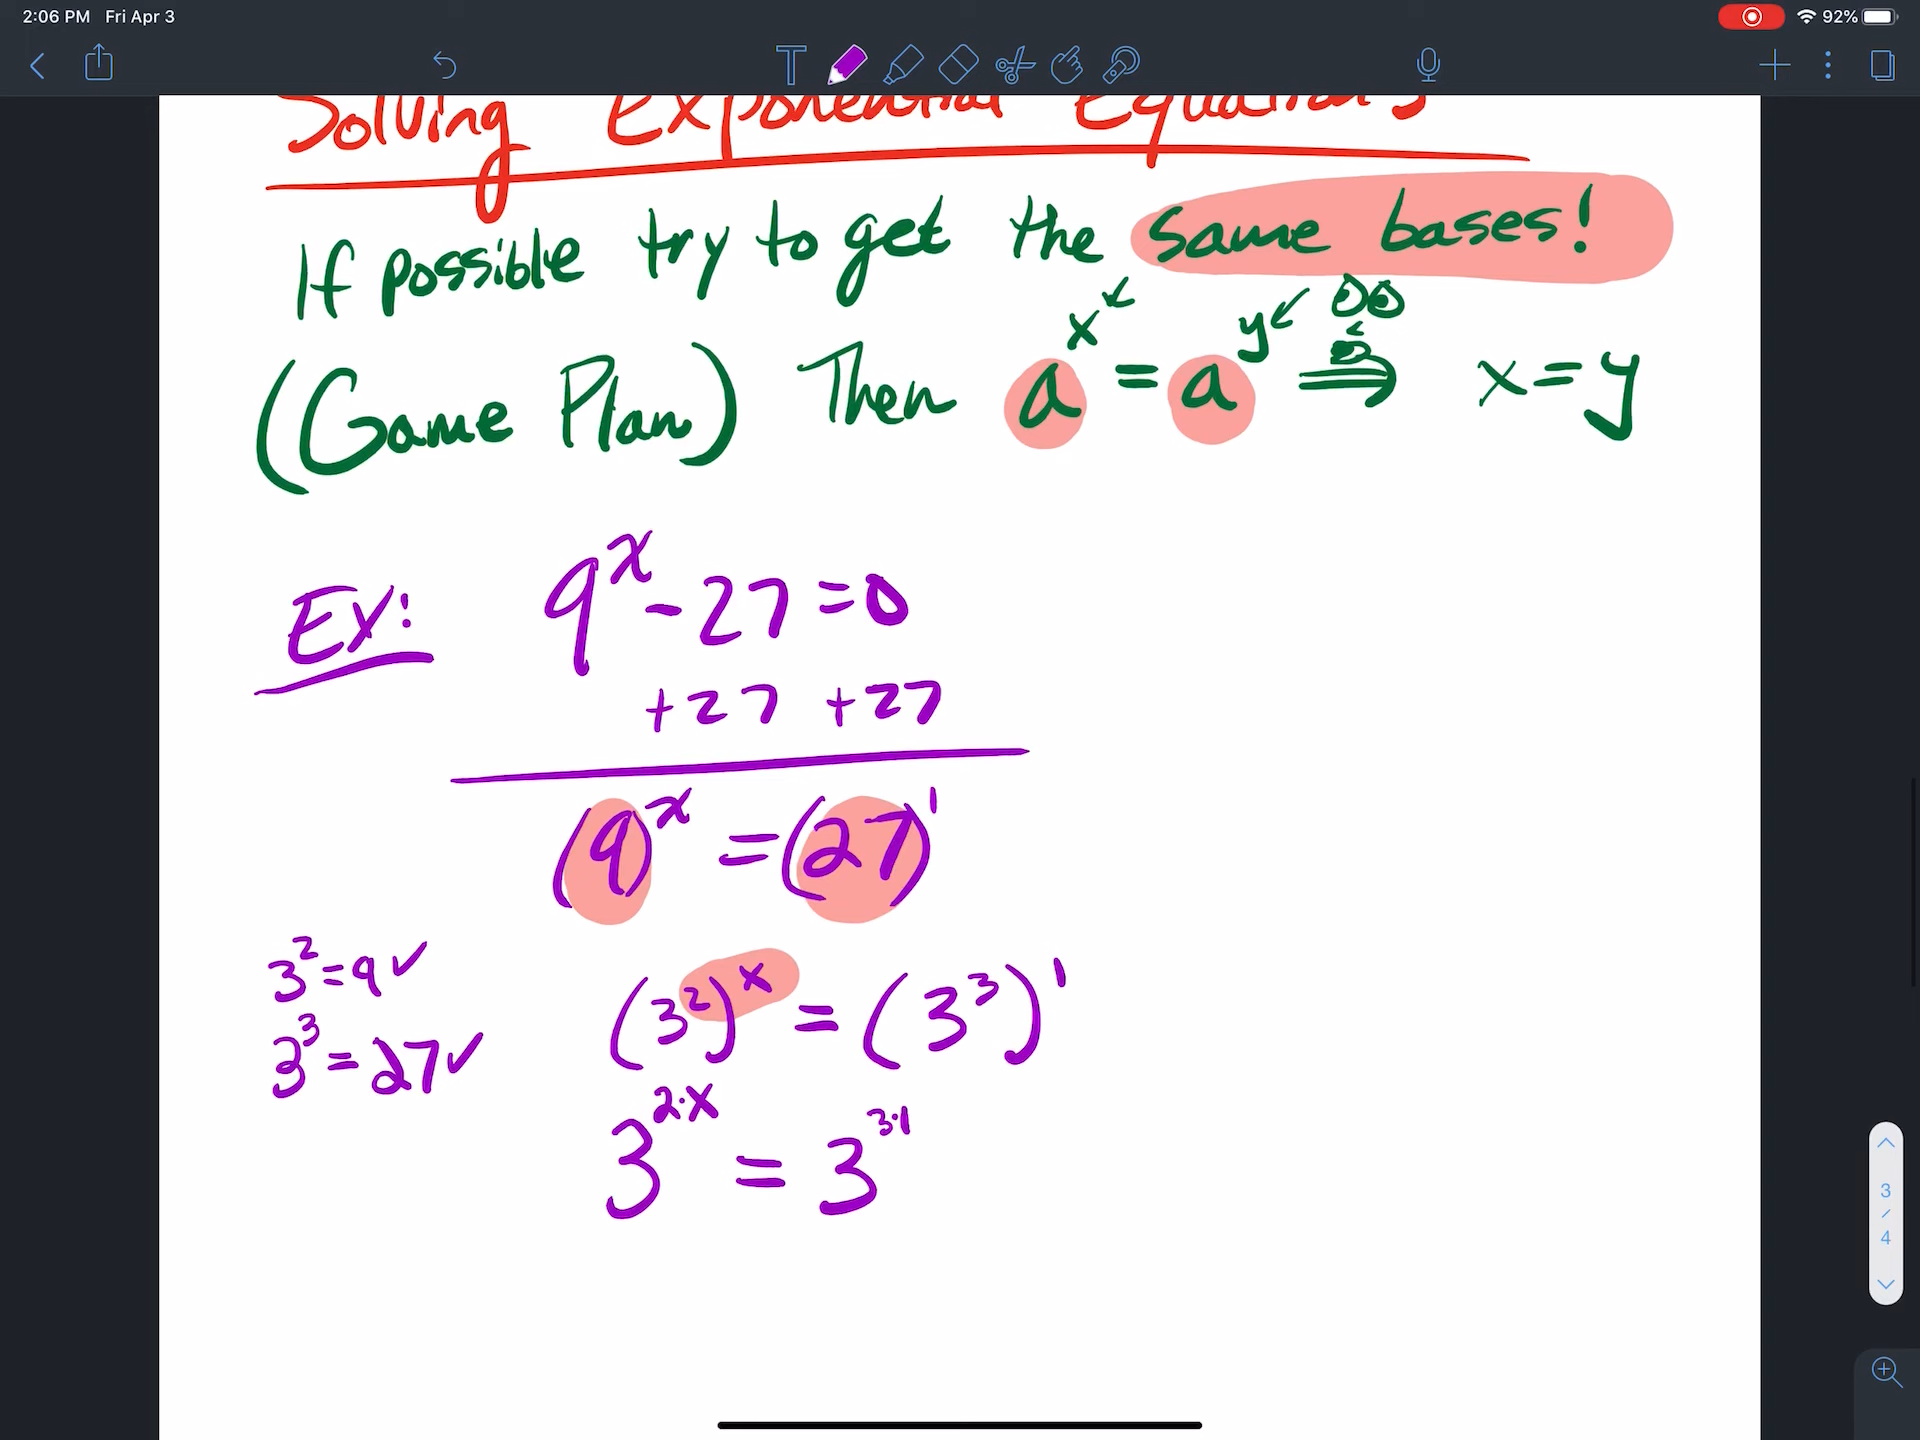 2:06 PM Fri Apr 3
92%
Solving Exponential Equations
If possible try to get the same bases!
(Game Plan) Then a^x = a^y ⇒ x = y
Ex: 9^x - 27 = 0
+27 +27
(9)^x = (27)^1
3^2 = 9 ✓
(3^2)^x = (3^3)^1
3^3 = 27 ✓
3^2·x = 3^3·1
3
/
4